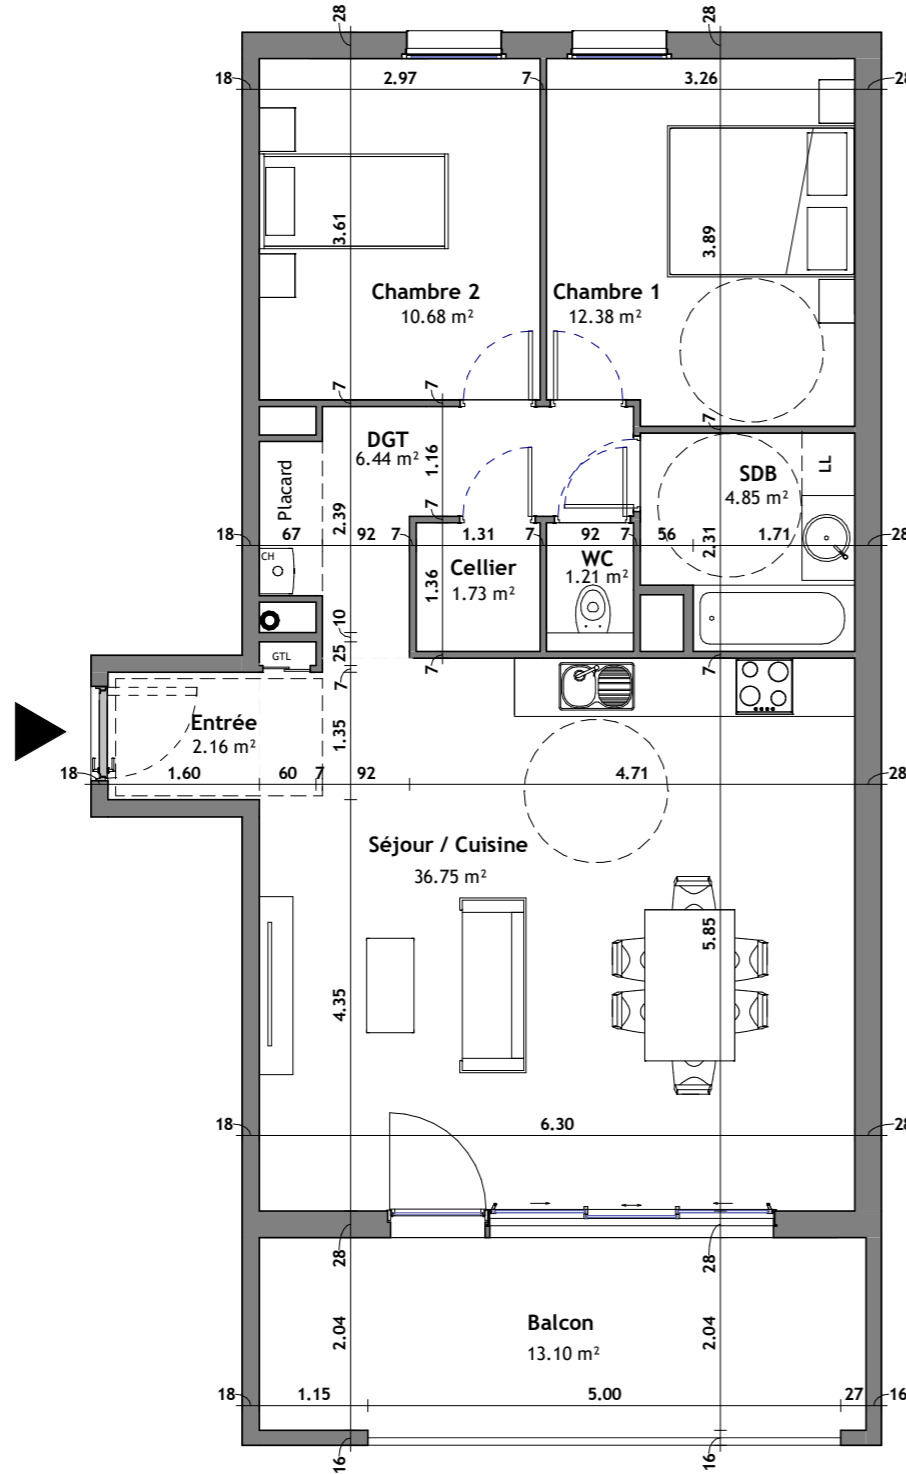 28
28
18
2.97
7
3.26
28
3.61
3.89
Chambre 2
10.68 m²
Chambre 1
12.38 m²
7
7
7
DGT
6.44 m²
1.16
SDB
4.85 m²
LL
Placard
2.39
7
18
67
92
7
1.31
7
92
7
56
2.31
1.71
28
CH
Cellier
1.73 m²
1.36
WC
1.21 m²
10
GTL
25
7
7
7
Entrée
2.16 m²
1.35
18
1.60
60
7
92
4.71
28
Séjour / Cuisine
36.75 m²
5.85
4.35
18
6.30
28
28
28
2.04
Balcon
13.10 m²
2.04
18
1.15
5.00
27
16
16
16